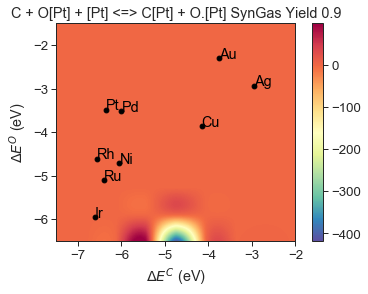 C + O[Pt] + [Pt] <=> C[Pt] + O.[Pt] SynGas Yield 0.9
−2
−3
−4
−5
−6
ΔE^O (eV)
Au
Ag
Pt
Pd
Cu
Rh
Ni
Ru
Ir
−7
−6
−5
−4
−3
−2
ΔE^C (eV)
0
−100
−200
−300
−400